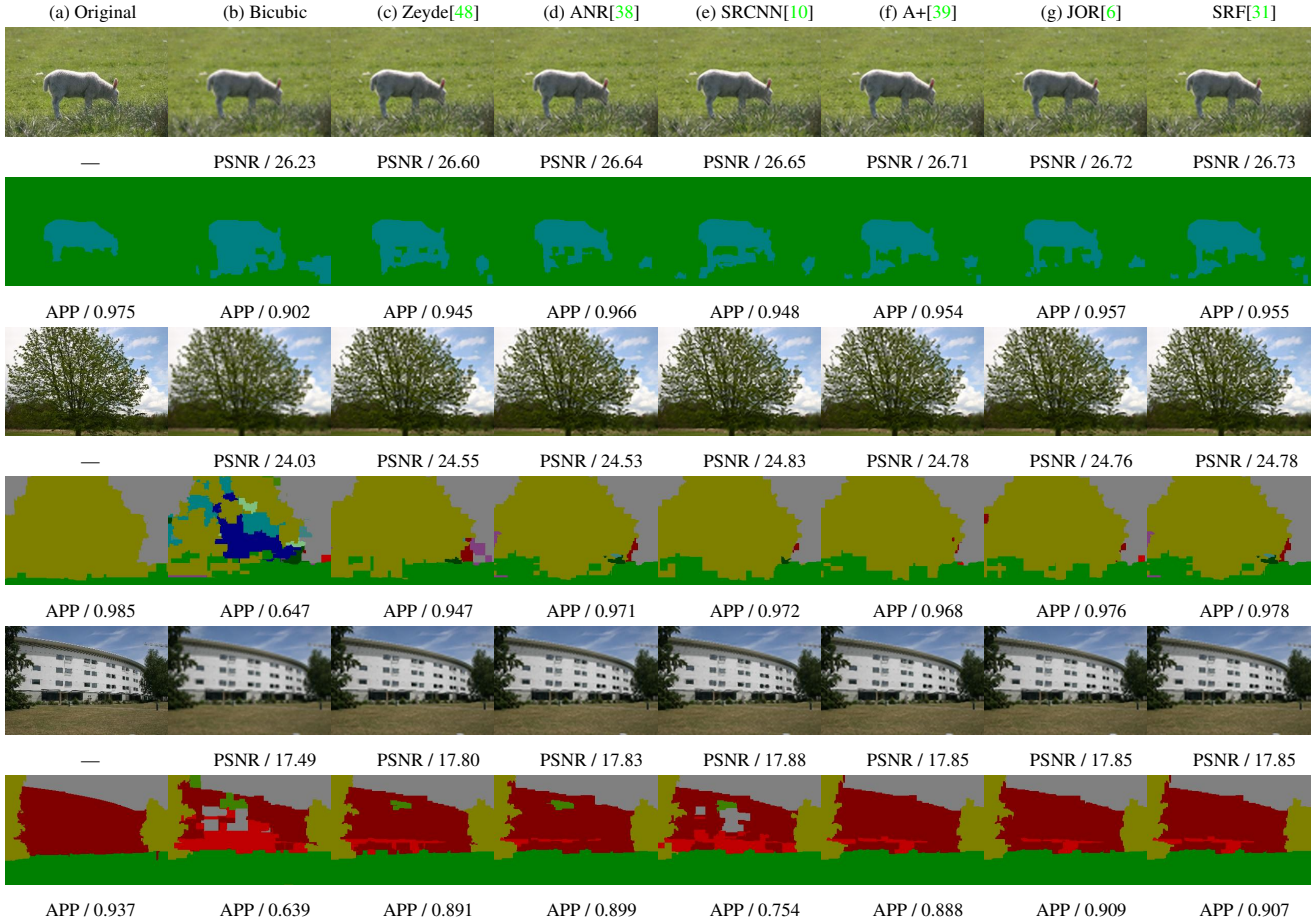 (a) Original (b) Bicubic (c) Zeyde[48] (d) ANR[38] (e) SRCNN[10] (f) A+[39] (g) JOR[6] SRF[31]
— PSNR / 26.23 PSNR / 26.60 PSNR / 26.64 PSNR / 26.65 PSNR / 26.71 PSNR / 26.72 PSNR / 26.73
APP / 0.975 APP / 0.902 APP / 0.945 APP / 0.966 APP / 0.948 APP / 0.954 APP / 0.957 APP / 0.955
— PSNR / 24.03 PSNR / 24.55 PSNR / 24.53 PSNR / 24.83 PSNR / 24.78 PSNR / 24.76 PSNR / 24.78
APP / 0.985 APP / 0.647 APP / 0.947 APP / 0.971 APP / 0.972 APP / 0.968 APP / 0.976 APP / 0.978
— PSNR / 17.49 PSNR / 17.80 PSNR / 17.83 PSNR / 17.88 PSNR / 17.85 PSNR / 17.85 PSNR / 17.85
APP / 0.937 APP / 0.639 APP / 0.891 APP / 0.899 APP / 0.754 APP / 0.888 APP / 0.909 APP / 0.907